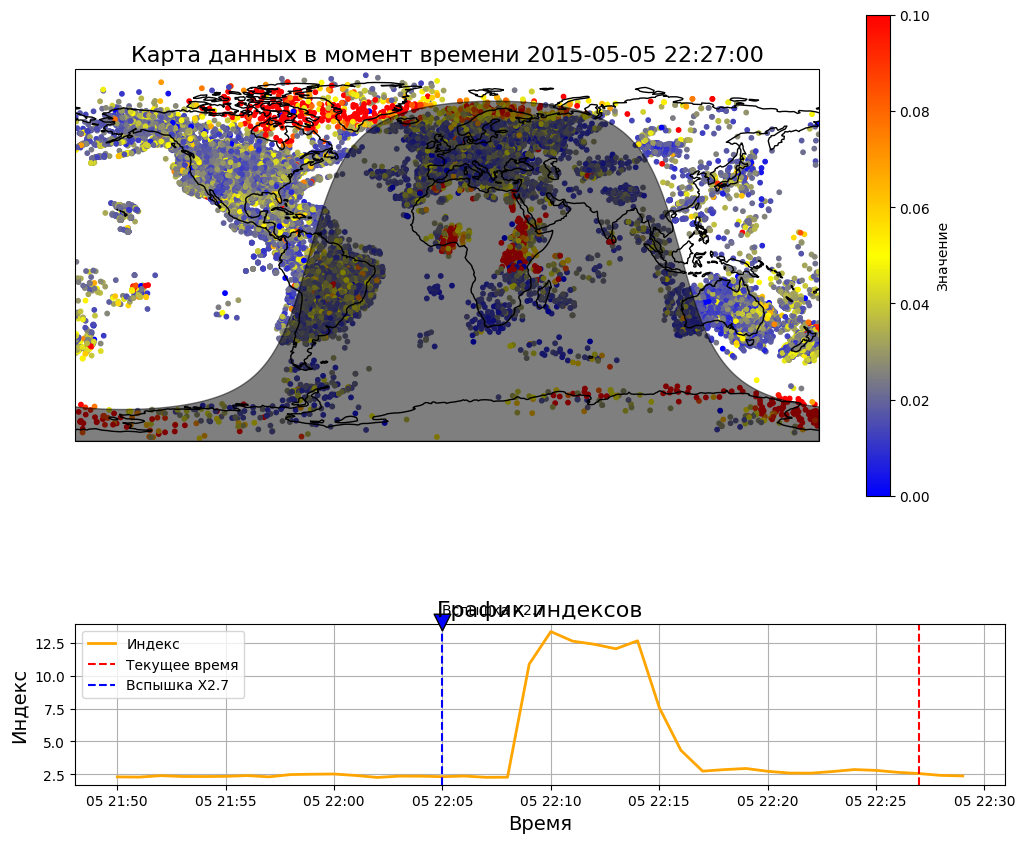 Карта данных в момент времени 2015-05-05 22:27:00
0.10
0.08
0.06
0.04
0.02
0.00
Значение
График индексов
Вспышка X2.7
Индекс
Текущее время
Вспышка X2.7
12.5
10.0
7.5
5.0
2.5
Индекс
05 21:50
05 21:55
05 22:00
05 22:05
05 22:10
05 22:15
05 22:20
05 22:25
05 22:30
Время